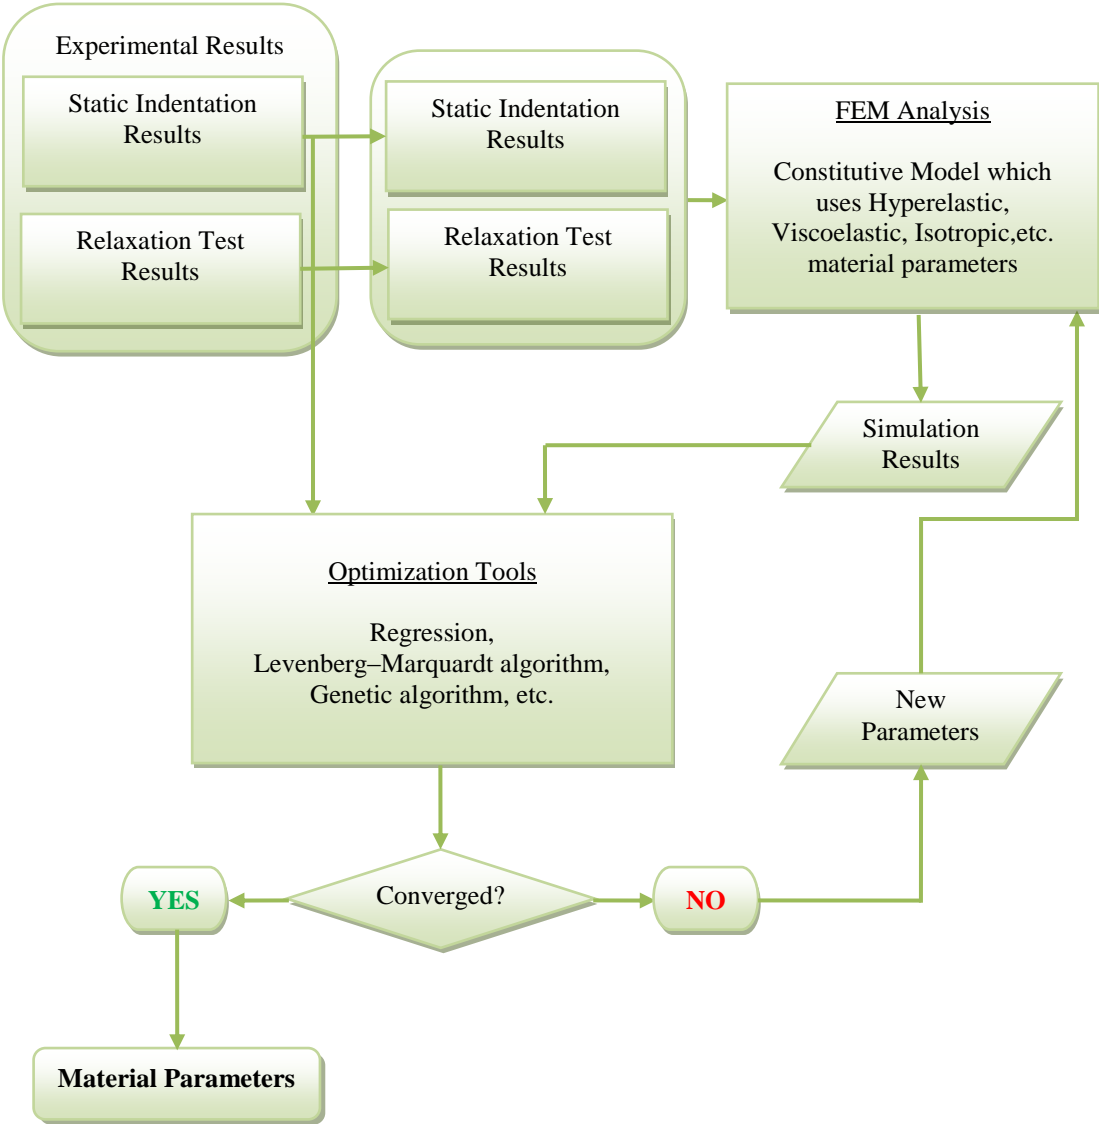 Experimental Results
Static Indentation
Results
Relaxation Test
Results
Static Indentation
Results
Relaxation Test
Results
FEM Analysis
Constitutive Model which
uses Hyperelastic,
Viscoelastic, Isotropic,etc.
material parameters
Simulation
Results
Optimization Tools
Regression,
Levenberg–Marquardt algorithm,
Genetic algorithm, etc.
New
Parameters
Converged?
YES
NO
Material Parameters